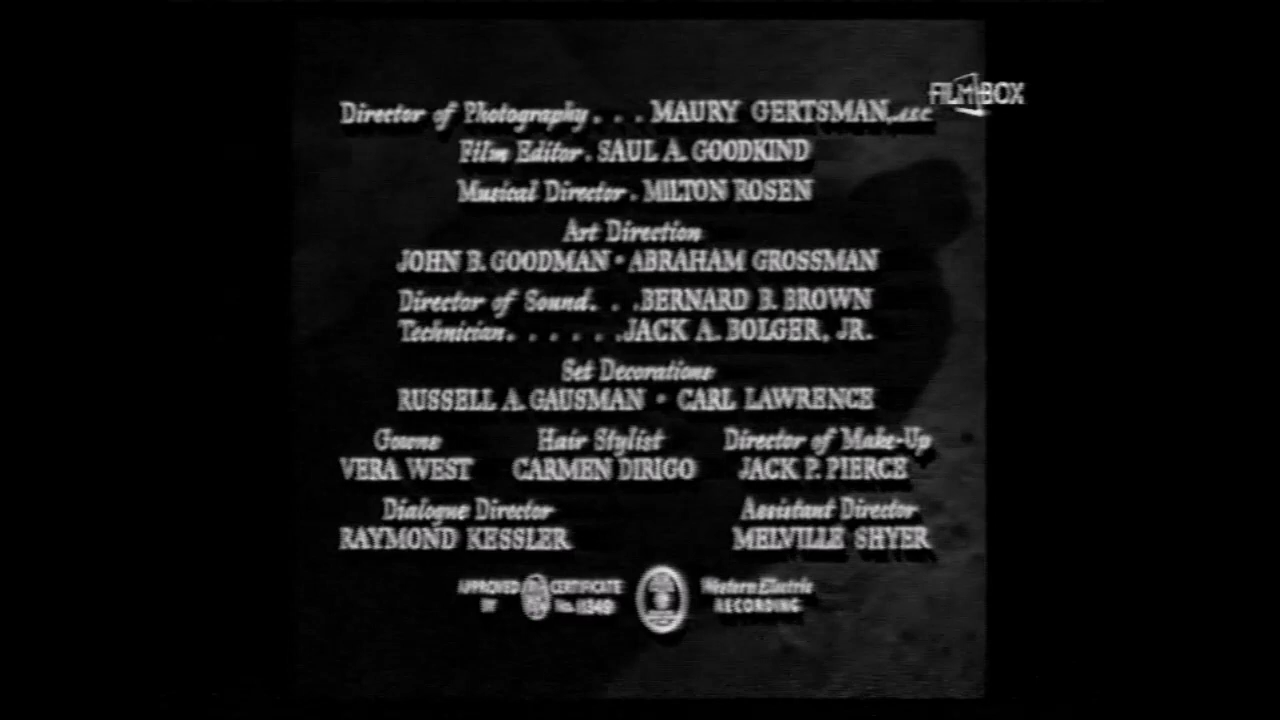 FILMBOX
Director of Photography . . . MAURY GERTSMAN, A.S.C.
Film Editor . SAUL A. GOODKIND
Musical Director . MILTON ROSEN
Art Direction
JOHN B. GOODMAN • ABRAHAM GROSSMAN
Director of Sound. . .BERNARD B. BROWN
Technician. . . . . .JACK A. BOLGER, JR.
Set Decorations
RUSSELL A. GAUSMAN • CARL LAWRENCE
Gowns Hair Stylist Director of Make-Up
VERA WEST CARMEN DIRIGO JACK P. PIERCE
Dialogue Director Assistant Director
RAYMOND KESSLER MELVILLE SHYER
APPROVED CERTIFICATE Western Electric
BY No. RECORDING